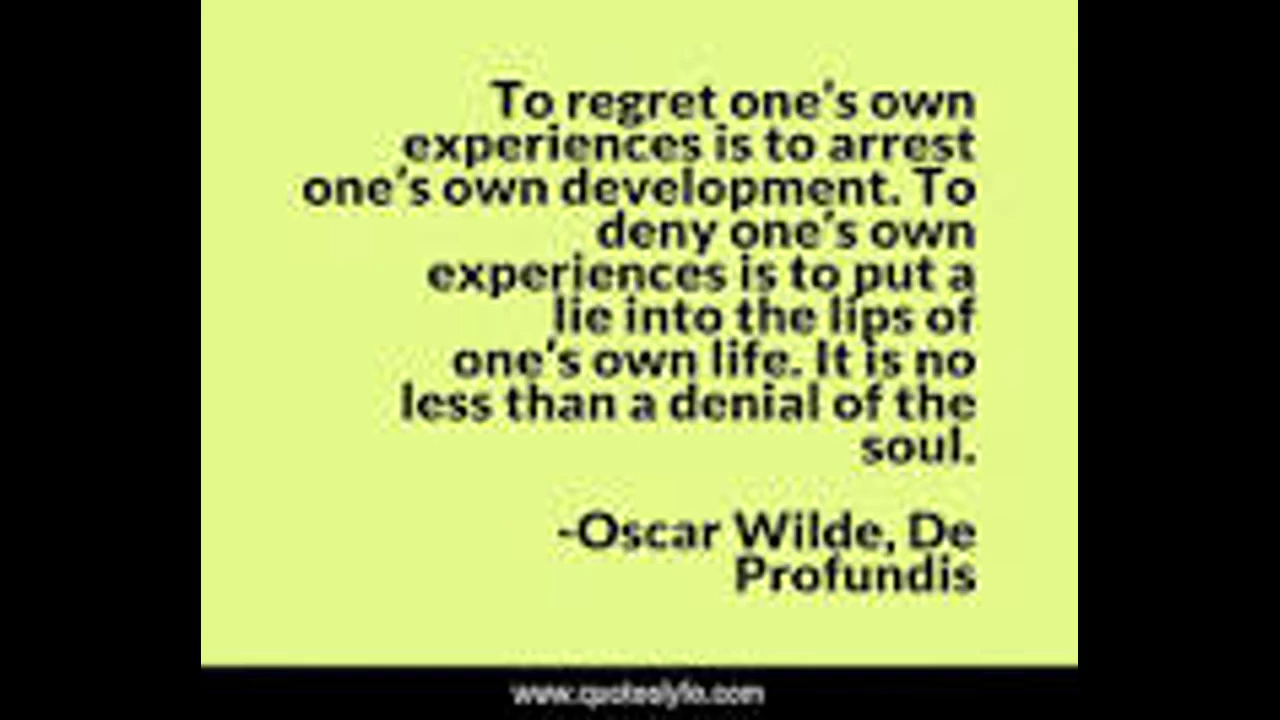 To regret one's own
experiences is to arrest
one's own development. To
deny one's own
experiences is to put a
lie into the lips of
one's own life. It is no
less than a denial of the
soul.
-Oscar Wilde, De
Profundis
www.quoteslyfe.com